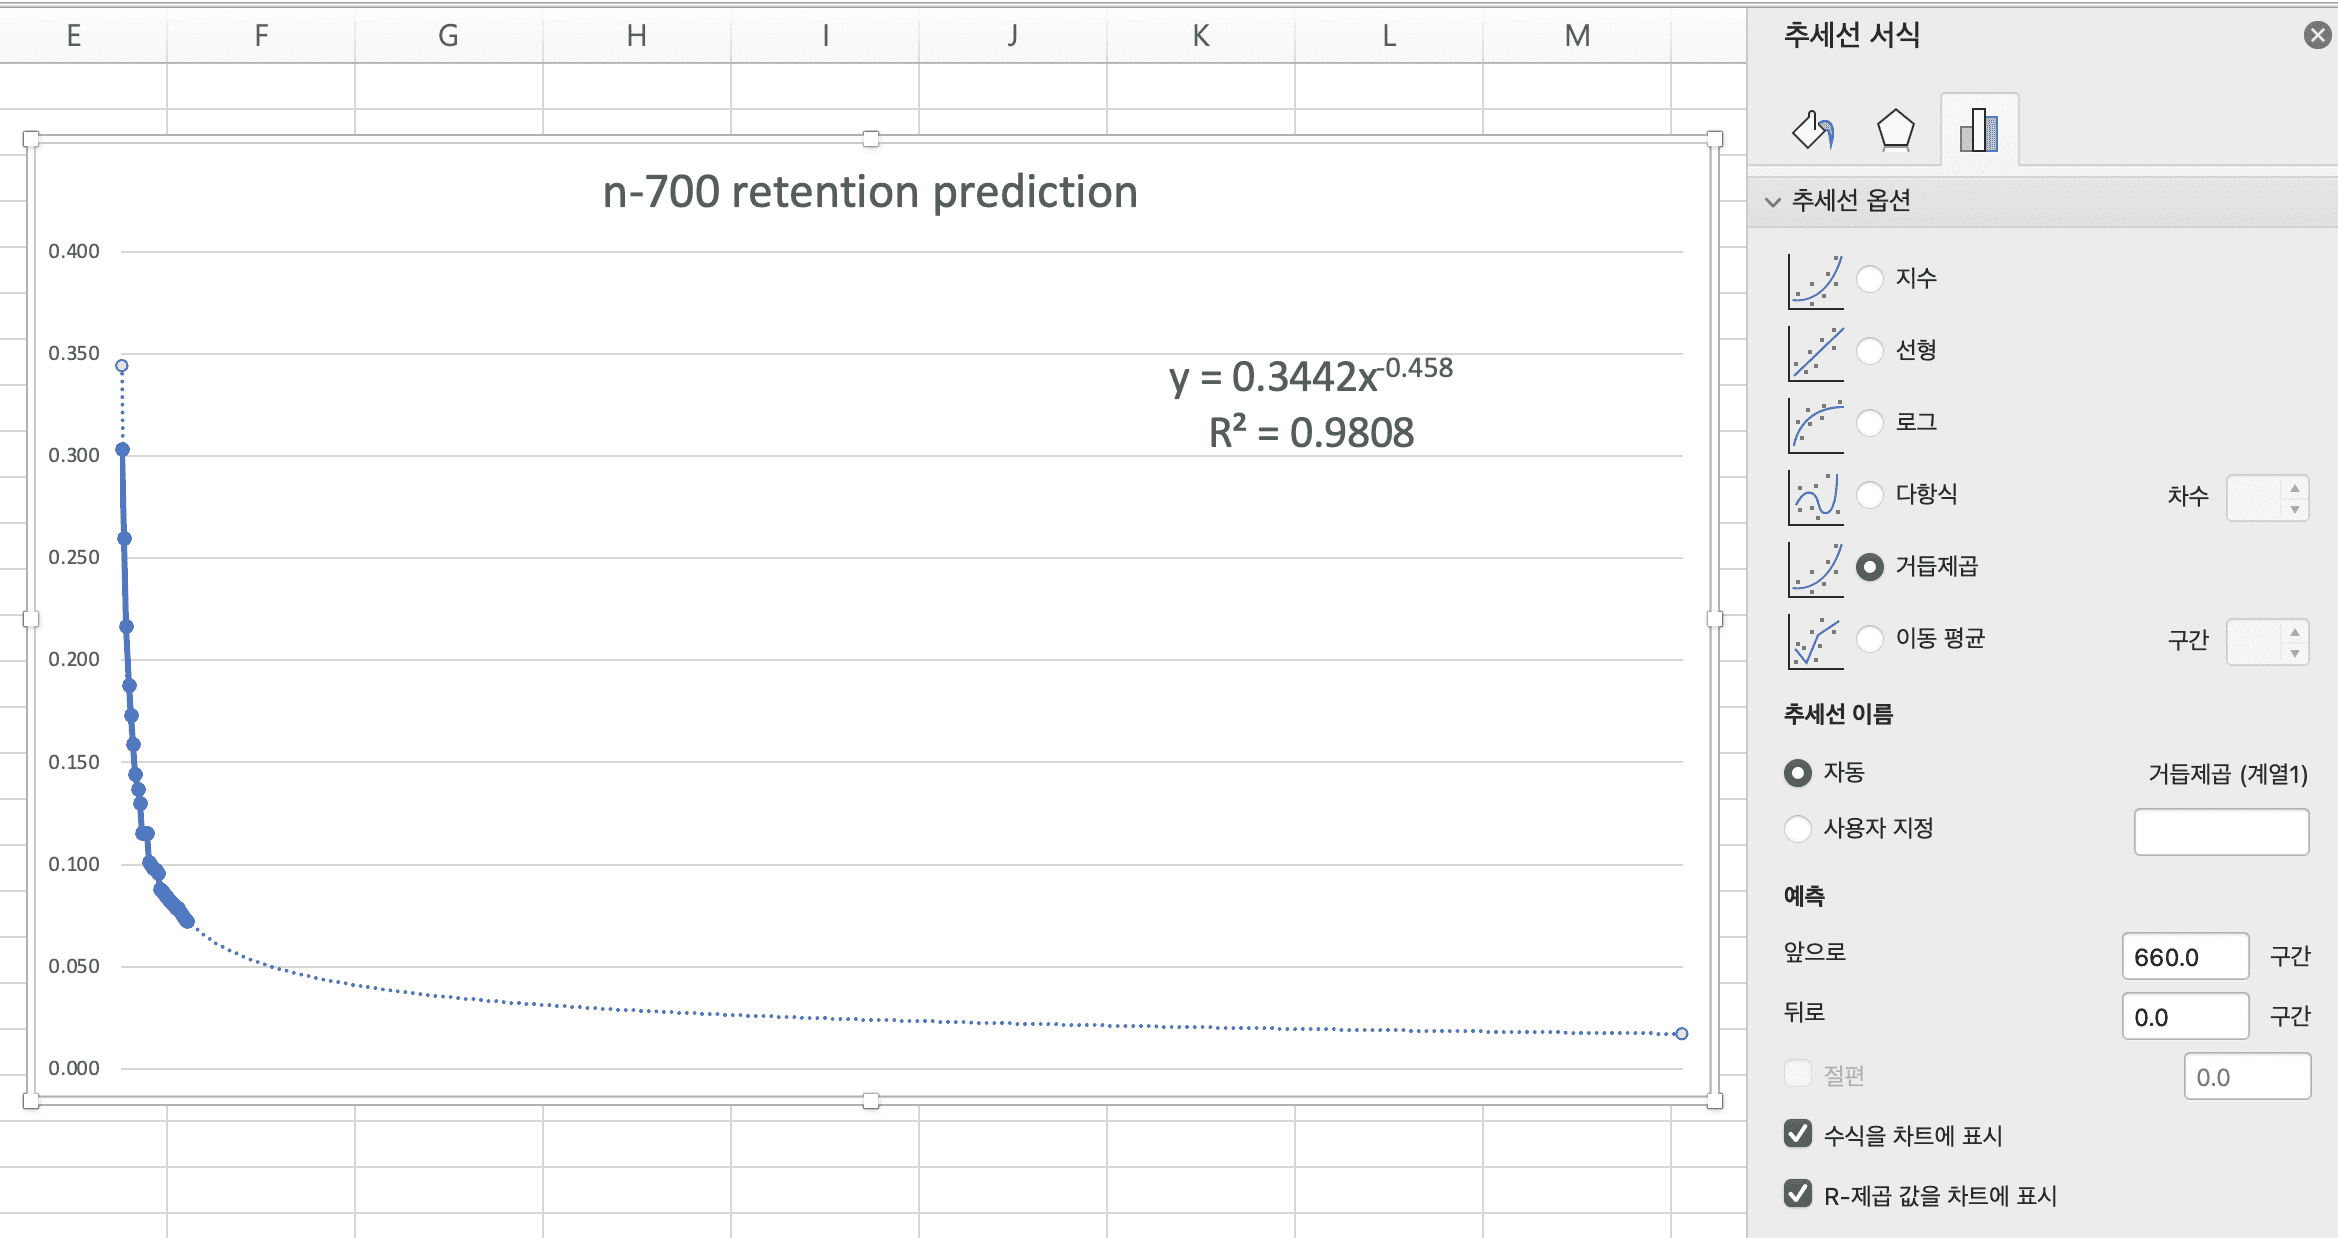 E F G H I J K L M
n-700 retention prediction
0.400
0.350
0.300
0.250
0.200
0.150
0.100
0.050
0.000
y = 0.3442x^-0.458
R² = 0.9808
추세선 서식
추세선 옵션
지수
선형
로그
다항식 차수
거듭제곱
이동 평균 구간
추세선 이름
자동 거듭제곱 (계열1)
사용자 지정
예측
앞으로 660.0 구간
뒤로 0.0 구간
절편 0.0
수식을 차트에 표시
R-제곱 값을 차트에 표시